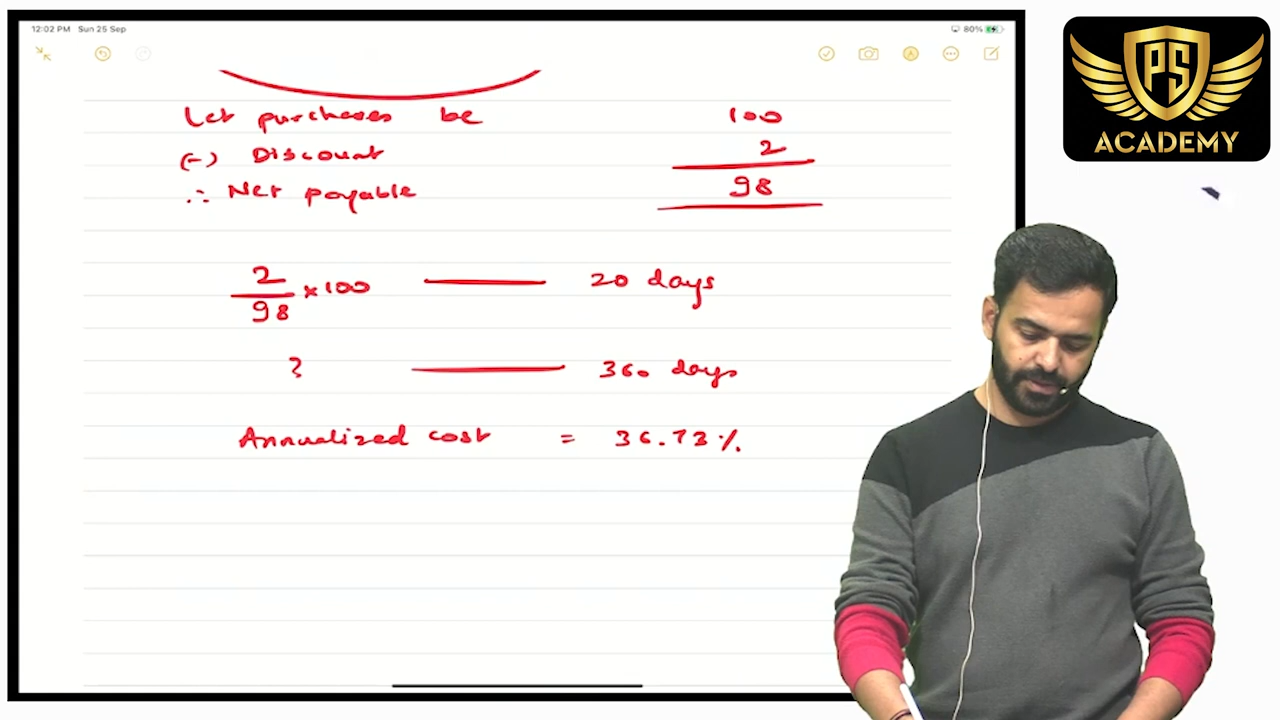 12:02 PM Sun 25 Sep
80%
PS
ACADEMY
Let purchases be 100
(-) Discount 2
∴ Net payable 98
2/98 × 100 —— 20 days
? —— 360 days
Annualized cost = 36.73%